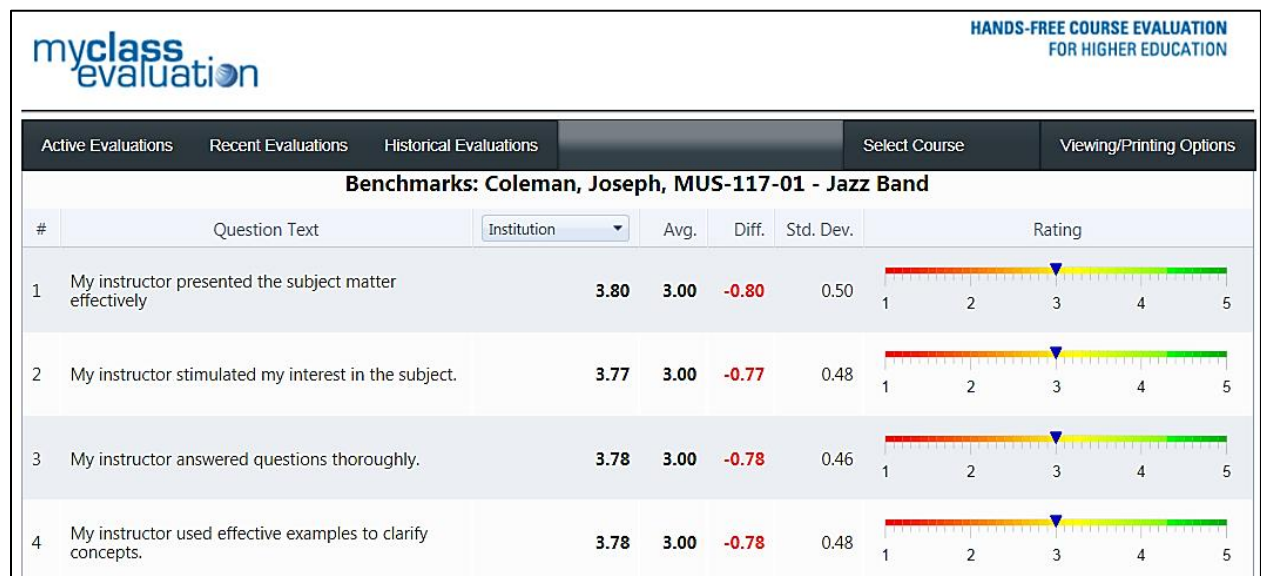 myclass
evaluation
HANDS-FREE COURSE EVALUATION
FOR HIGHER EDUCATION
Active Evaluations Recent Evaluations Historical Evaluations Select Course Viewing/Printing Options
Benchmarks: Coleman, Joseph, MUS-117-01 - Jazz Band
# Question Text Institution Avg. Diff. Std. Dev. Rating
1 My instructor presented the subject matter
effectively 3.80 3.00 -0.80 0.50
1 2 3 4 5
2 My instructor stimulated my interest in the subject. 3.77 3.00 -0.77 0.48
1 2 3 4 5
3 My instructor answered questions thoroughly. 3.78 3.00 -0.78 0.46
1 2 3 4 5
4 My instructor used effective examples to clarify
concepts. 3.78 3.00 -0.78 0.48
1 2 3 4 5